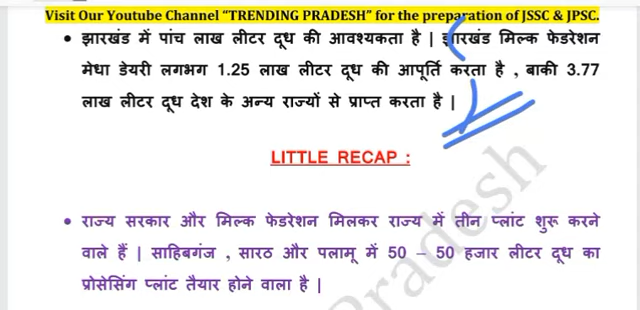 Visit Our Youtube Channel “TRENDING PRADESH” for the preparation of JSSC & JPSC.
• झारखंड में पांच लाख लीटर दूध की आवश्यकता है | झारखंड मिल्क फेडरेशन
मेधा डेयरी लगभग 1.25 लाख लीटर दूध की आपूर्ति करता है , बाकी 3.77
लाख लीटर दूध देश के अन्य राज्यों से प्राप्त करता है |
LITTLE RECAP :
• राज्य सरकार और मिल्क फेडरेशन मिलकर राज्य में तीन प्लांट शुरू करने
वाले हैं | साहिबगंज , सारठ और पलामू में 50 – 50 हजार लीटर दूध का
प्रोसेसिंग प्लांट तैयार होने वाला है |
Pradesh